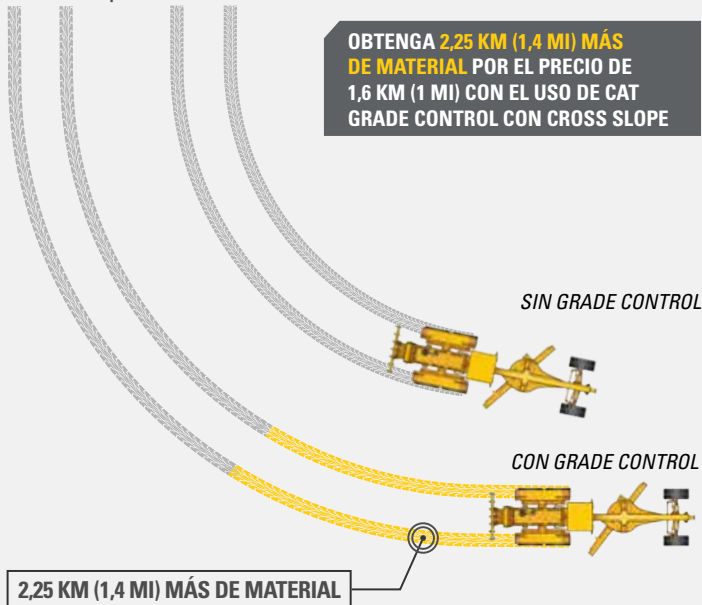 OBTENGA 2,25 KM (1,4 MI) MÁS
DE MATERIAL POR EL PRECIO DE
1,6 KM (1 MI) CON EL USO DE CAT
GRADE CONTROL CON CROSS SLOPE
SIN GRADE CONTROL
CON GRADE CONTROL
2,25 KM (1,4 MI) MÁS DE MATERIAL